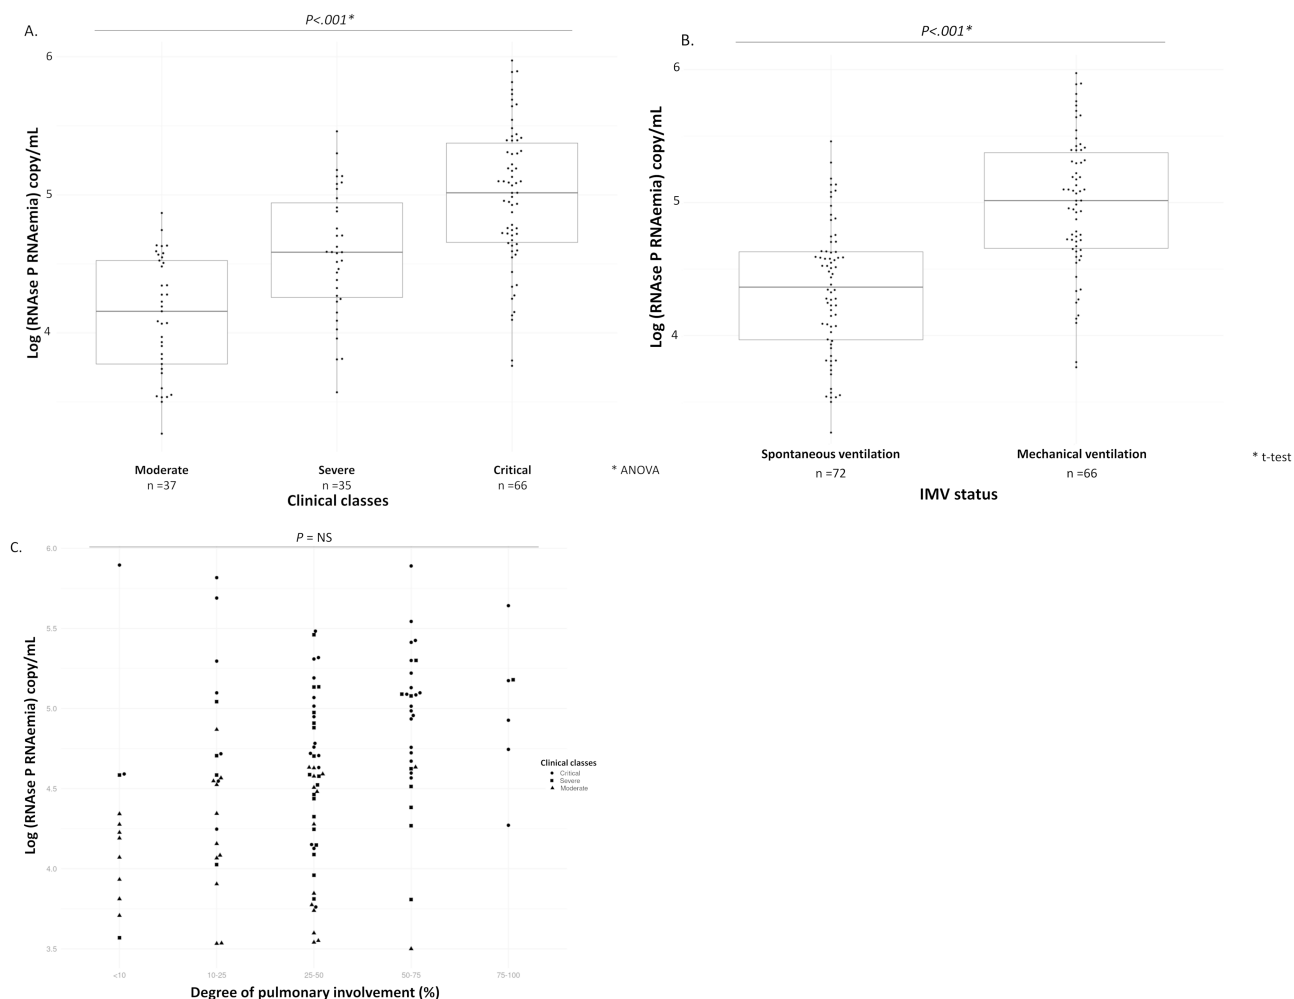 A.
P<.001*
6
5
4
Log (RNAse P RNAemia) copy/mL
Moderate
n =37
Severe
n =35
Critical
n =66
* ANOVA
Clinical classes
B.
P<.001*
6
5
4
Log (RNAse P RNAemia) copy/mL
Spontaneous ventilation
n =72
Mechanical ventilation
n =66
* t-test
IMV status
C.
P = NS
6.0
5.5
5.0
4.5
4.0
3.5
Log (RNAse P RNAemia) copy/mL
Clinical classes
Critical
Severe
Moderate
<10
10-25
25-50
50-75
75-100
Degree of pulmonary involvement (%)